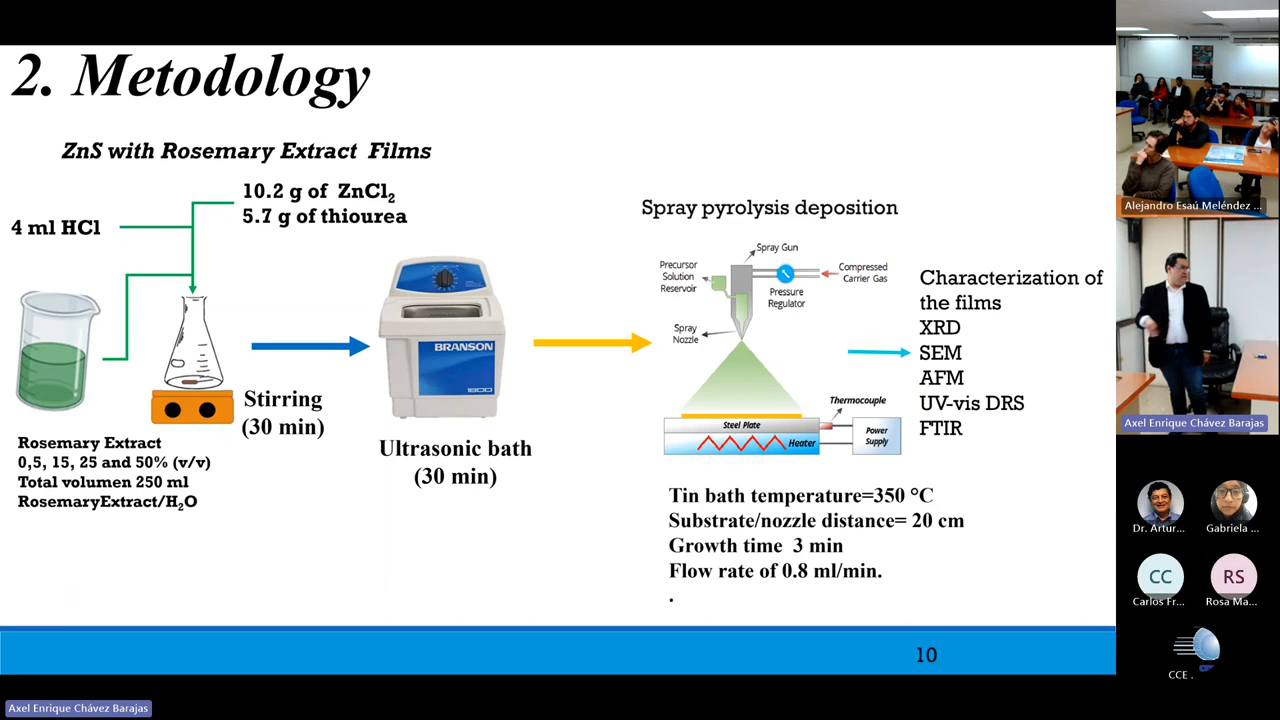 2. Metodology
ZnS with Rosemary Extract Films
10.2 g of ZnCl₂
5.7 g of thiourea
4 ml HCl
Stirring
(30 min)
Rosemary Extract
0,5, 15, 25 and 50% (v/v)
Total volumen 250 ml
RosemaryExtract/H₂O
BRANSON
1800
Ultrasonic bath
(30 min)
Spray pyrolysis deposition
Spray Gun
Precursor
Solution
Reservoir
Compressed
Carrier Gas
Pressure
Regulator
Spray
Nozzle
Thermocouple
Steel Plate
Heater
Power
Supply
Tin bath temperature=350 °C
Substrate/nozzle distance= 20 cm
Growth time 3 min
Flow rate of 0.8 ml/min.
.
Characterization of
the films
XRD
SEM
AFM
UV-vis DRS
FTIR
10
Alejandro Esaú Meléndez ...
Axel Enrique Chávez Barajas
Dr. Artur...
Gabriela ...
CC
Carlos Fr...
RS
Rosa Ma...
CCE .
Axel Enrique Chávez Barajas